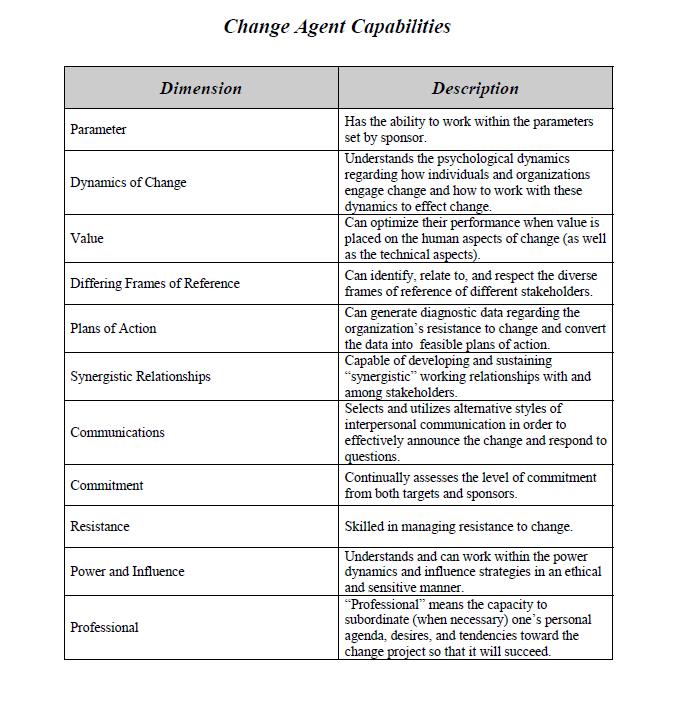 Change Agent Capabilities
Dimension
Description
Parameter
Has the ability to work within the parameters
set by sponsor.
Dynamics of Change
Understands the psychological dynamics
regarding how individuals and organizations
engage change and how to work with these
dynamics to effect change.
Value
Can optimize their performance when value is
placed on the human aspects of change (as well
as the technical aspects).
Differing Frames of Reference
Can identify, relate to, and respect the diverse
frames of reference of different stakeholders.
Plans of Action
Can generate diagnostic data regarding the
organization’s resistance to change and convert
the data into  feasible plans of action.
Synergistic Relationships
Capable of developing and sustaining
“synergistic” working relationships with and
among stakeholders.
Communications
Selects and utilizes alternative styles of
interpersonal communication in order to
effectively announce the change and respond to
questions.
Commitment
Continually assesses the level of commitment
from both targets and sponsors.
Resistance
Skilled in managing resistance to change.
Power and Influence
Understands and can work within the power
dynamics and influence strategies in an ethical
and sensitive manner.
Professional
“Professional” means the capacity to
subordinate (when necessary) one’s personal
agenda, desires, and tendencies toward the
change project so that it will succeed.